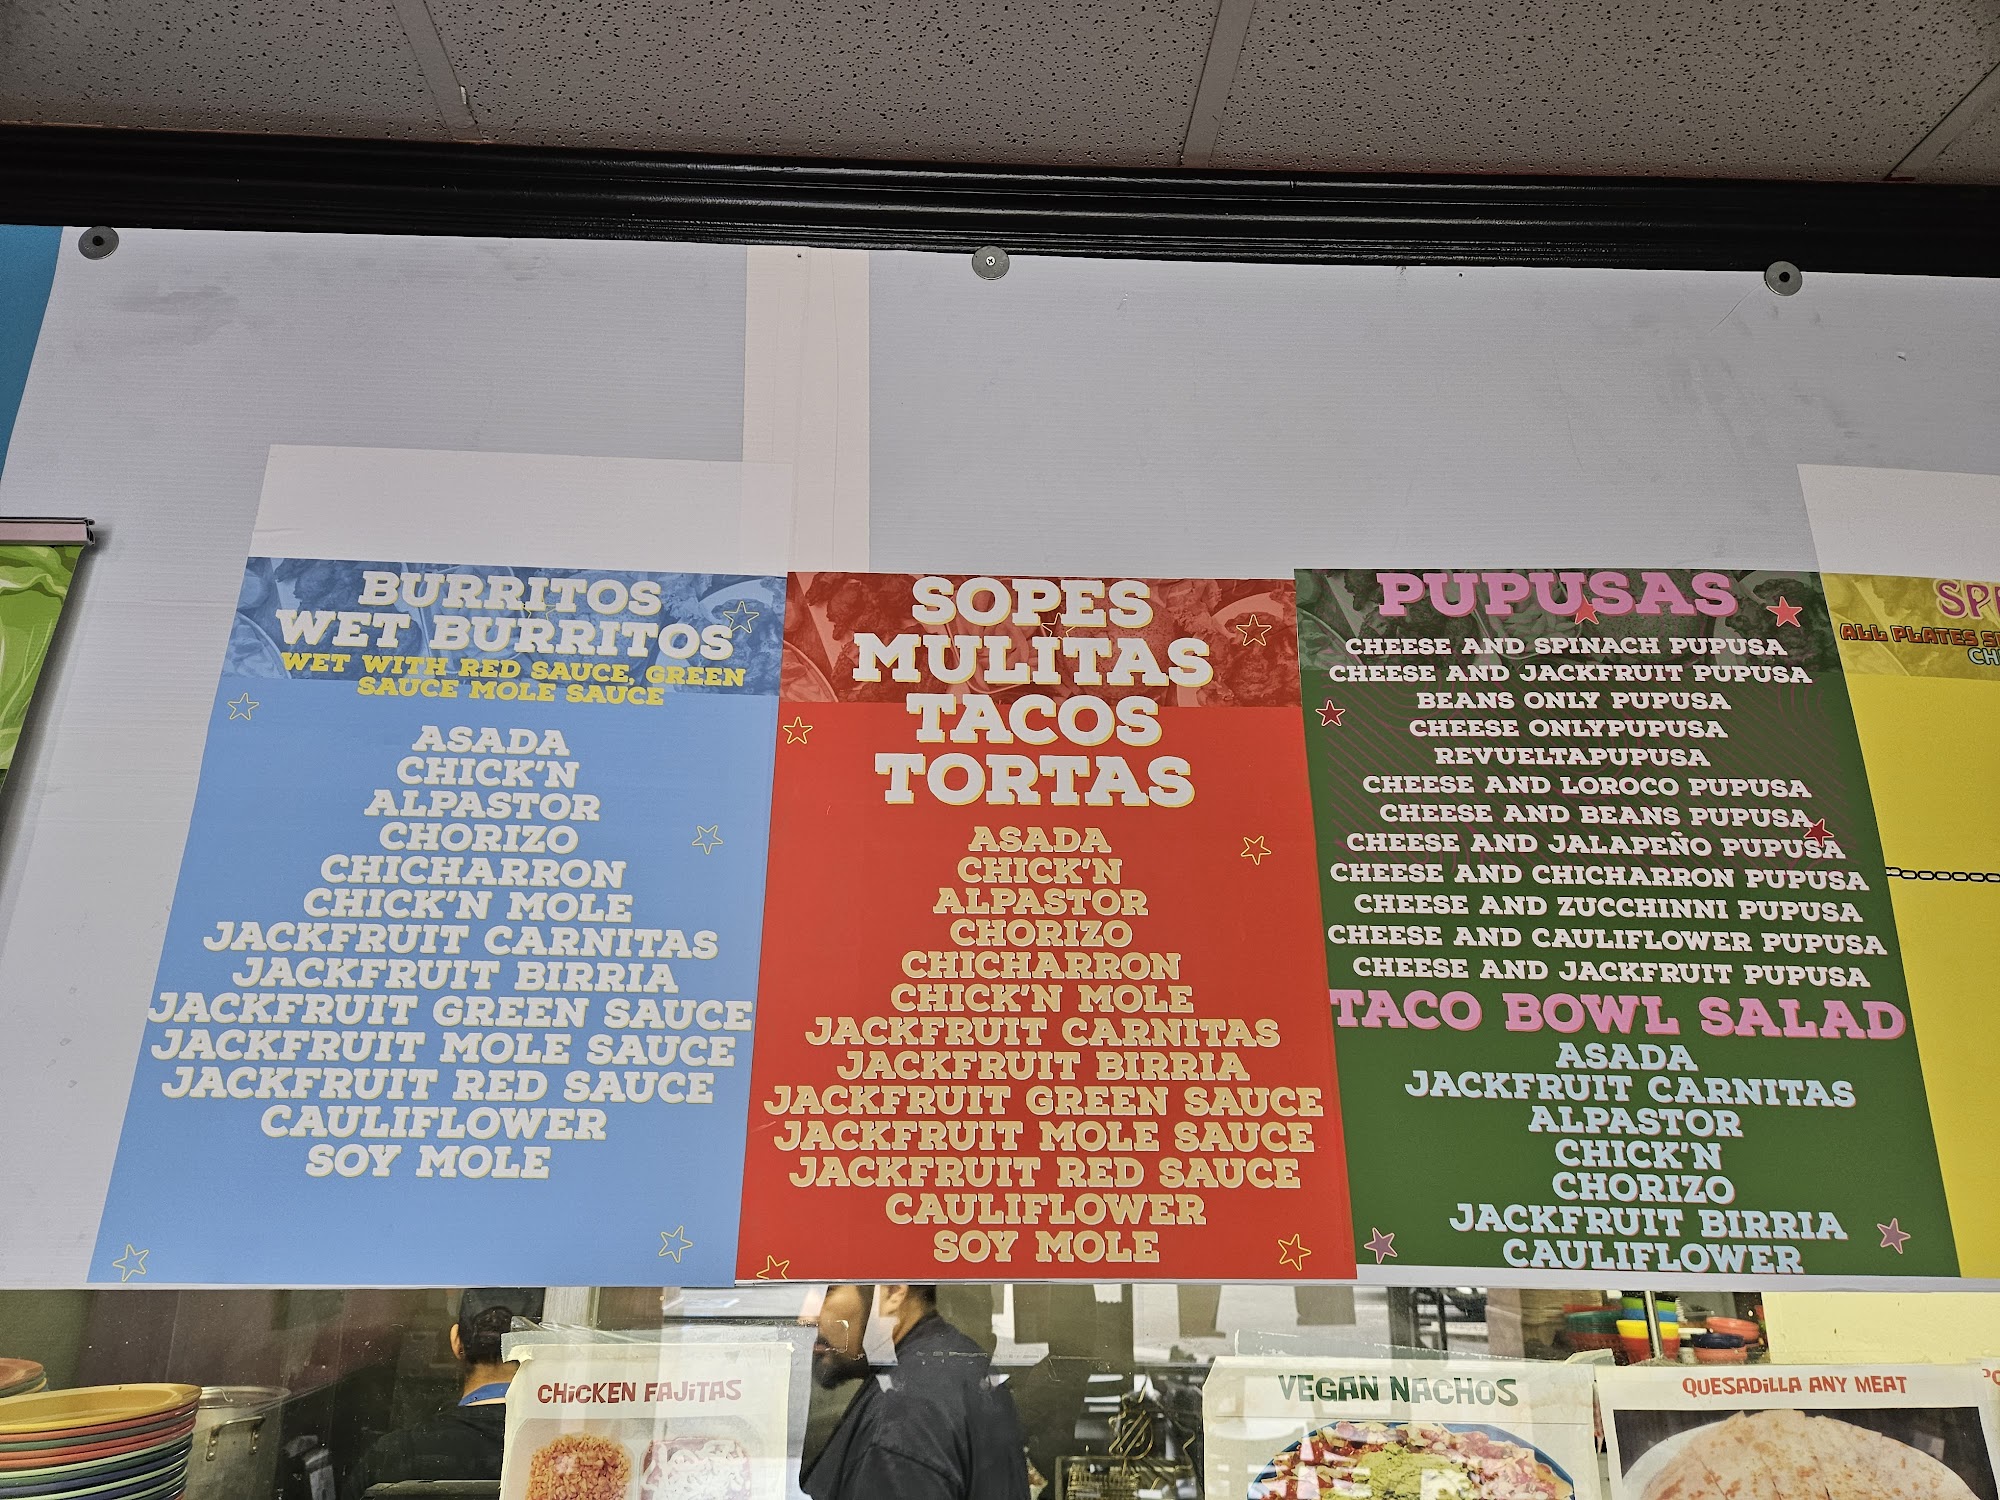 BURRITOS
WET BURRITOS
WET WITH RED SAUCE, GREEN
SAUCE MOLE SAUCE
ASADA
CHICK'N
ALPASTOR
CHORIZO
CHICHARRON
CHICK'N MOLE
JACKFRUIT CARNITAS
JACKFRUIT BIRRIA
JACKFRUIT GREEN SAUCE
JACKFRUIT MOLE SAUCE
JACKFRUIT RED SAUCE
CAULIFLOWER
SOY MOLE
SOPES
MULITAS
TACOS
TORTAS
ASADA
CHICK'N
ALPASTOR
CHORIZO
CHICHARRON
CHICK'N MOLE
JACKFRUIT CARNITAS
JACKFRUIT BIRRIA
JACKFRUIT GREEN SAUCE
JACKFRUIT MOLE SAUCE
JACKFRUIT RED SAUCE
CAULIFLOWER
SOY MOLE
PUPUSAS
CHEESE AND SPINACH PUPUSA
CHEESE AND JACKFRUIT PUPUSA
BEANS ONLY PUPUSA
CHEESE ONLYPUPUSA
REVUELTAPUPUSA
CHEESE AND LOROCO PUPUSA
CHEESE AND BEANS PUPUSA
CHEESE AND JALAPEÑO PUPUSA
CHEESE AND CHICHARRON PUPUSA
CHEESE AND ZUCCHINNI PUPUSA
CHEESE AND CAULIFLOWER PUPUSA
CHEESE AND JACKFRUIT PUPUSA
TACO BOWL SALAD
ASADA
JACKFRUIT CARNITAS
ALPASTOR
CHICK'N
CHORIZO
JACKFRUIT BIRRIA
CAULIFLOWER
ALL PLATES
CHICKEN FAJITAS
VEGAN NACHOS
QUESADILLA ANY MEAT